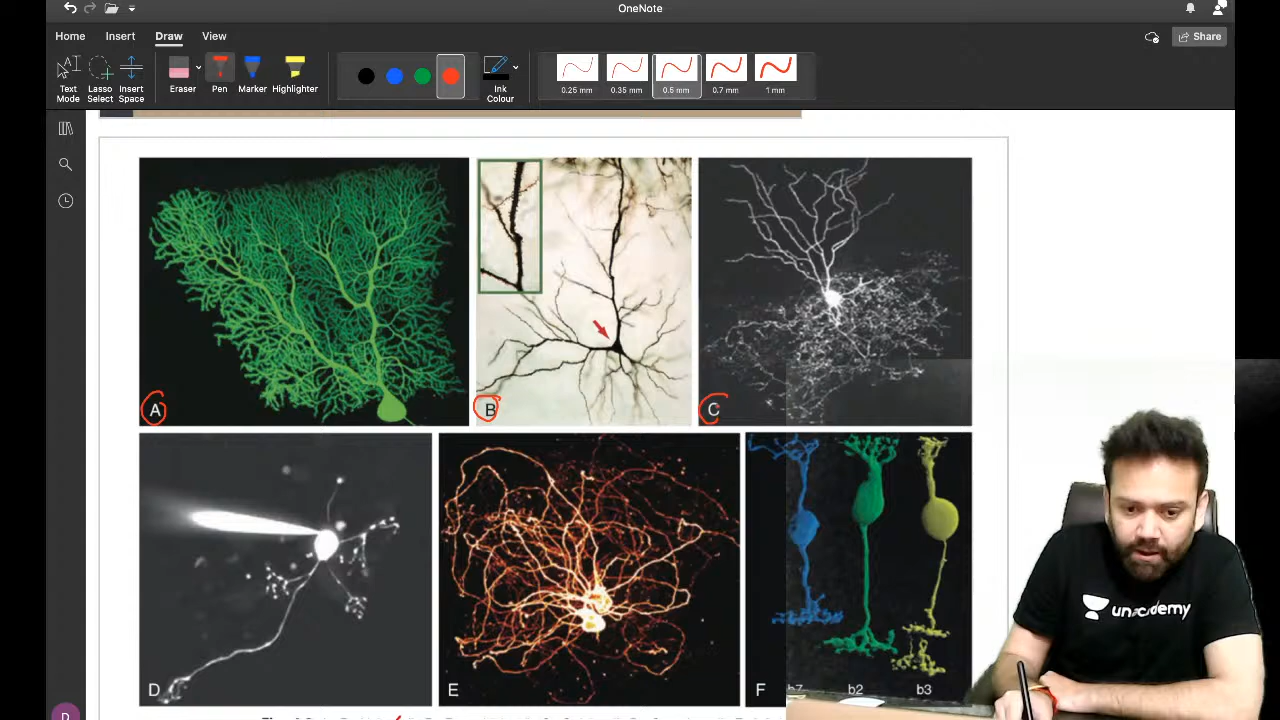 OneNote
Home Insert Draw View
Share
Text Mode
Lasso Select
Insert Space
Eraser
Pen
Marker
Highlighter
Ink Colour
0.25 mm
0.35 mm
0.5 mm
0.7 mm
1 mm
A
B
C
D
E
F
b2
b3
unacademy
D